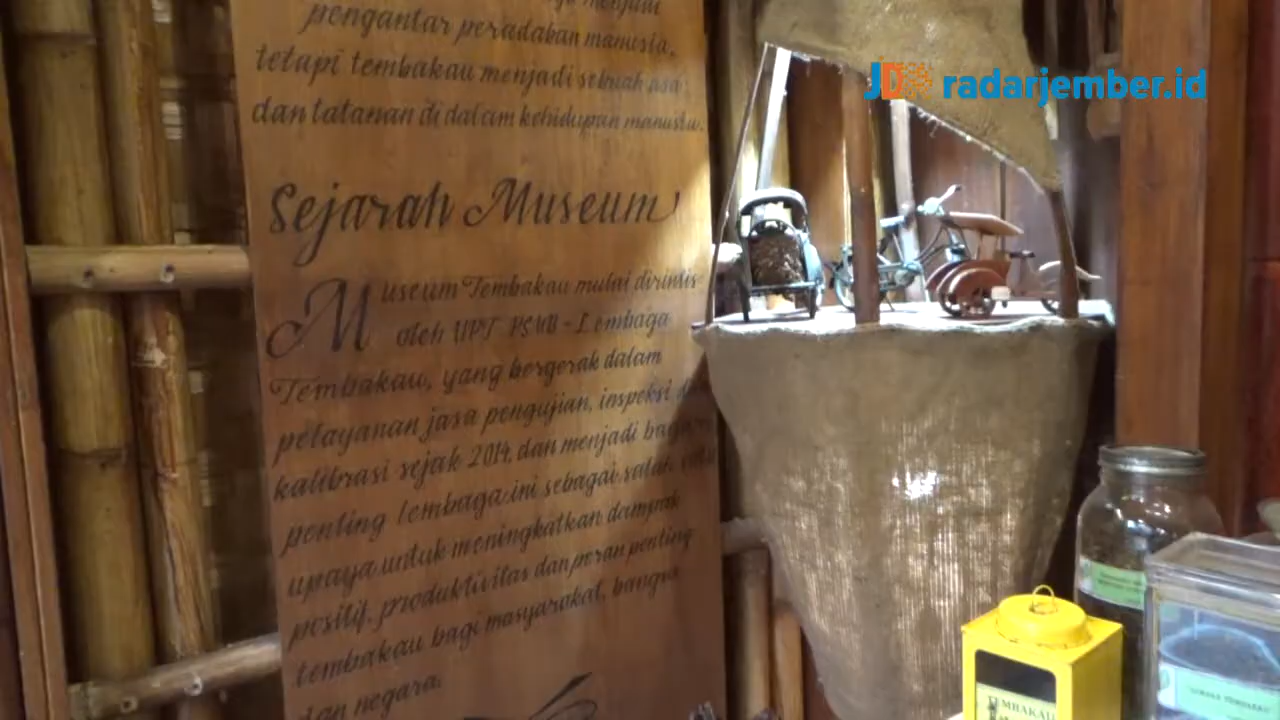 menjadi
pengantar peradaban manusia,
tetapi tembakau menjadi sebuah asa
dan tatanan di dalam kehidupan manusia.
Sejarah Museum
Museum Tembakau mulai dirintis
oleh UPT PSMB - Lembaga
Tembakau, yang bergerak dalam
pelayanan jasa pengujian, inspeksi
kalibrasi sejak 2014, dan menjadi bagian
penting lembaga ini sebagai salah satu
upaya untuk meningkatkan dampak
positif, produktivitas dan peran penting
tembakau bagi masyarakat, bangsa
dan negara.
JD radarjember.id
TEMBAKAU